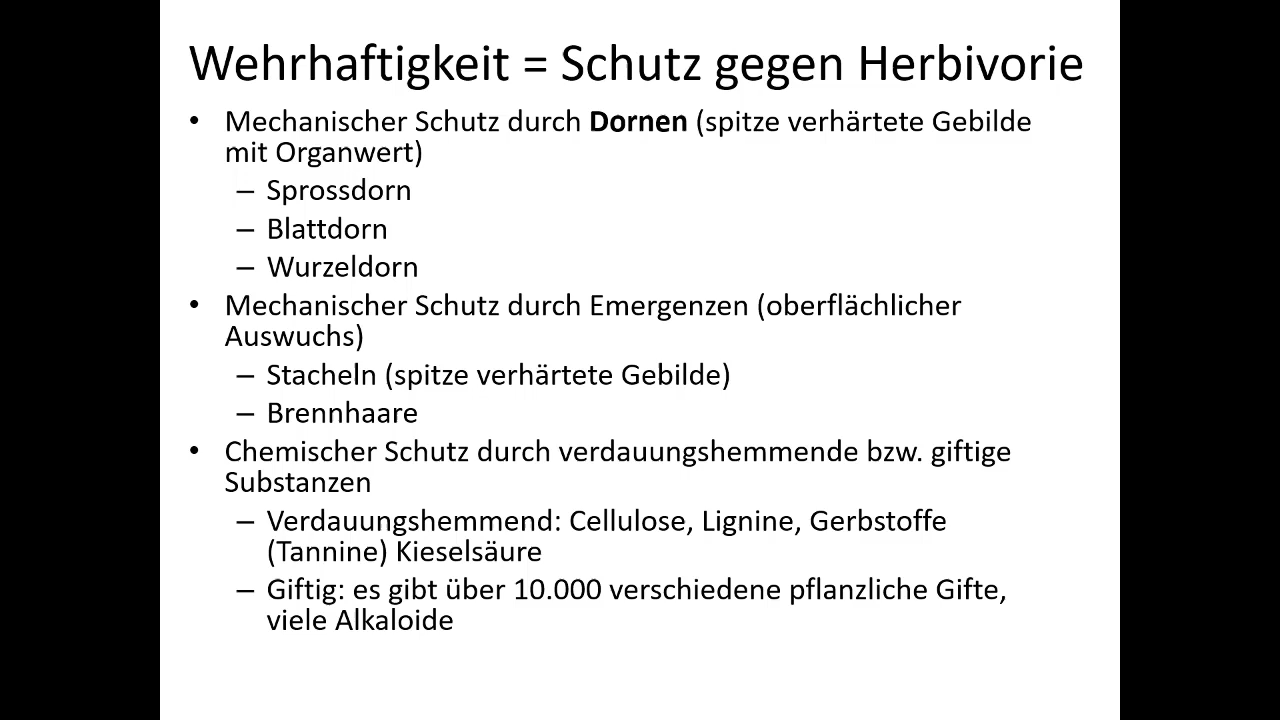 Wehrhaftigkeit = Schutz gegen Herbivorie
• Mechanischer Schutz durch Dornen (spitze verhärtete Gebilde
mit Organwert)
– Sprossdorn
– Blattdorn
– Wurzeldorn
• Mechanischer Schutz durch Emergenzen (oberflächlicher
Auswuchs)
– Stacheln (spitze verhärtete Gebilde)
– Brennhaare
• Chemischer Schutz durch verdauungshemmende bzw. giftige
Substanzen
– Verdauungshemmend: Cellulose, Lignine, Gerbstoffe
(Tannine) Kieselsäure
– Giftig: es gibt über 10.000 verschiedene pflanzliche Gifte,
viele Alkaloide